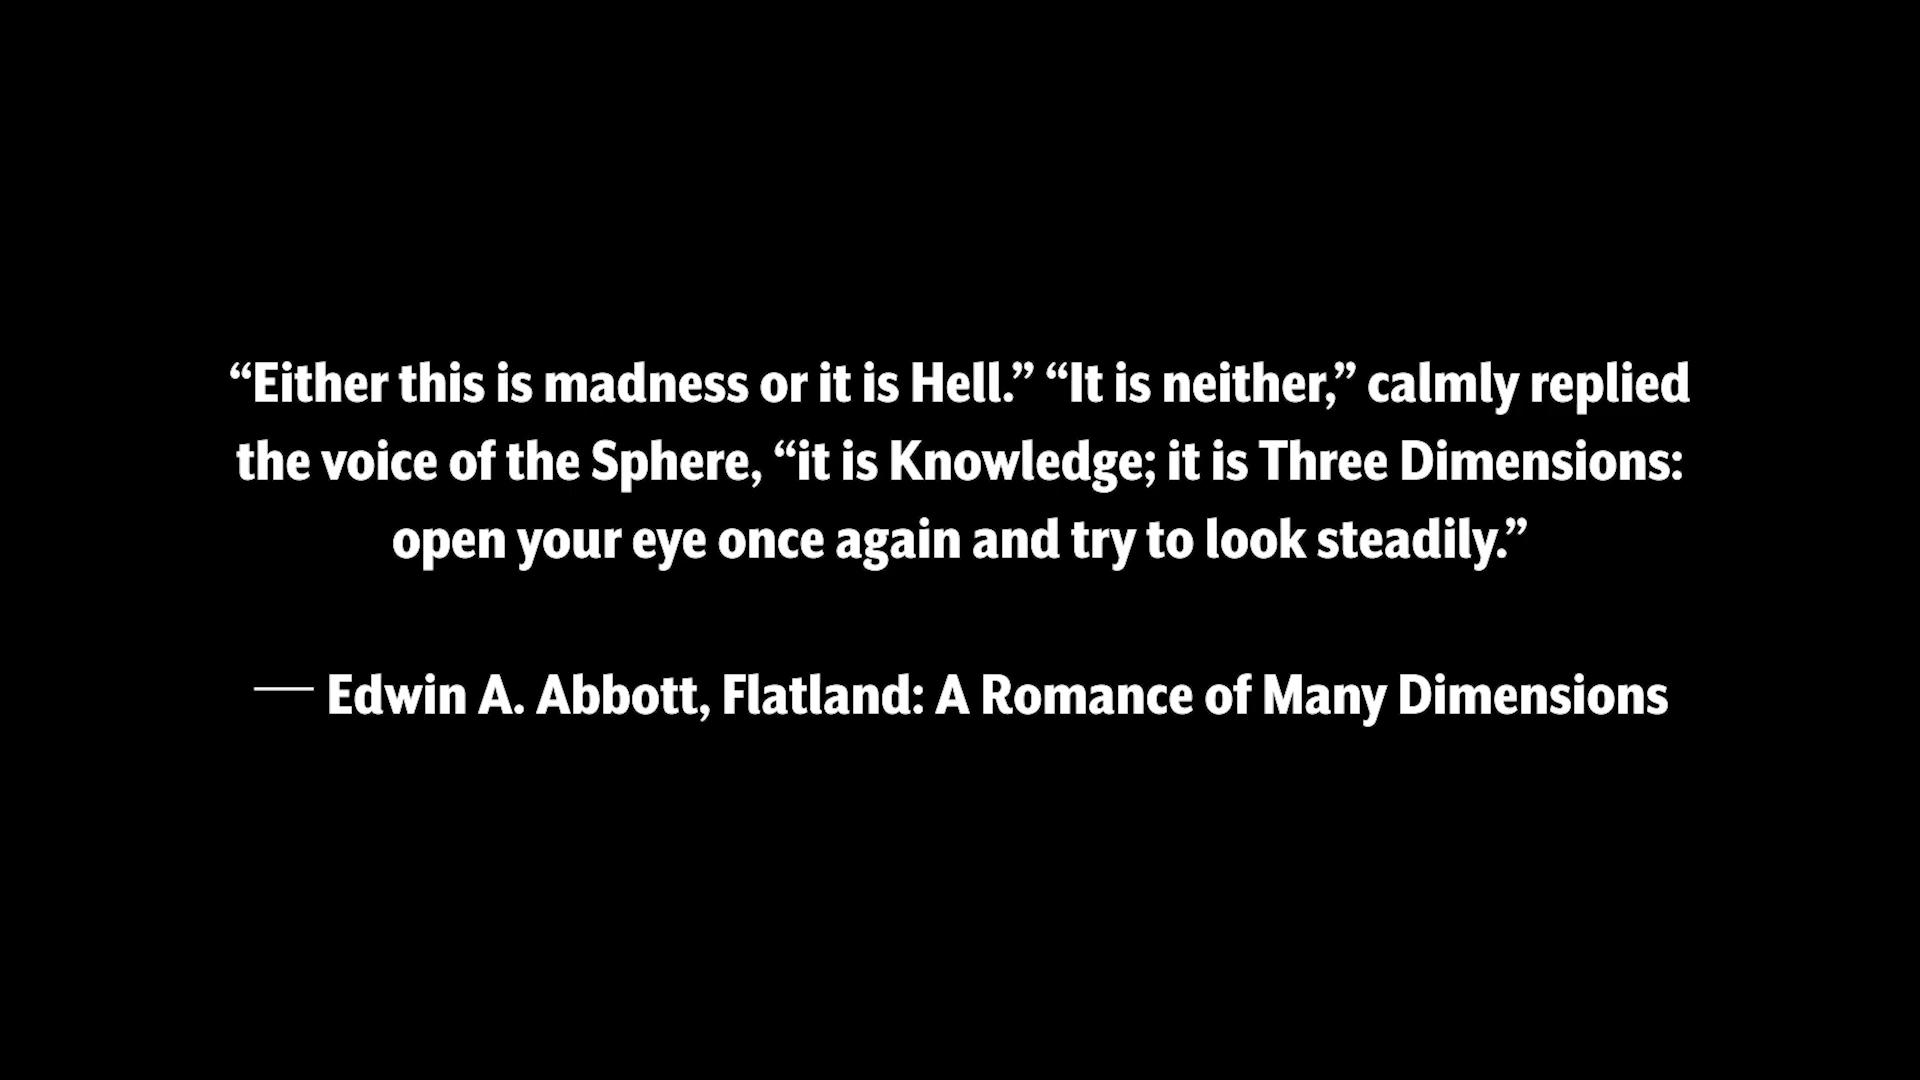 “Either this is madness or it is Hell.” “It is neither,” calmly replied
the voice of the Sphere, “it is Knowledge; it is Three Dimensions:
open your eye once again and try to look steadily.”
— Edwin A. Abbott, Flatland: A Romance of Many Dimensions